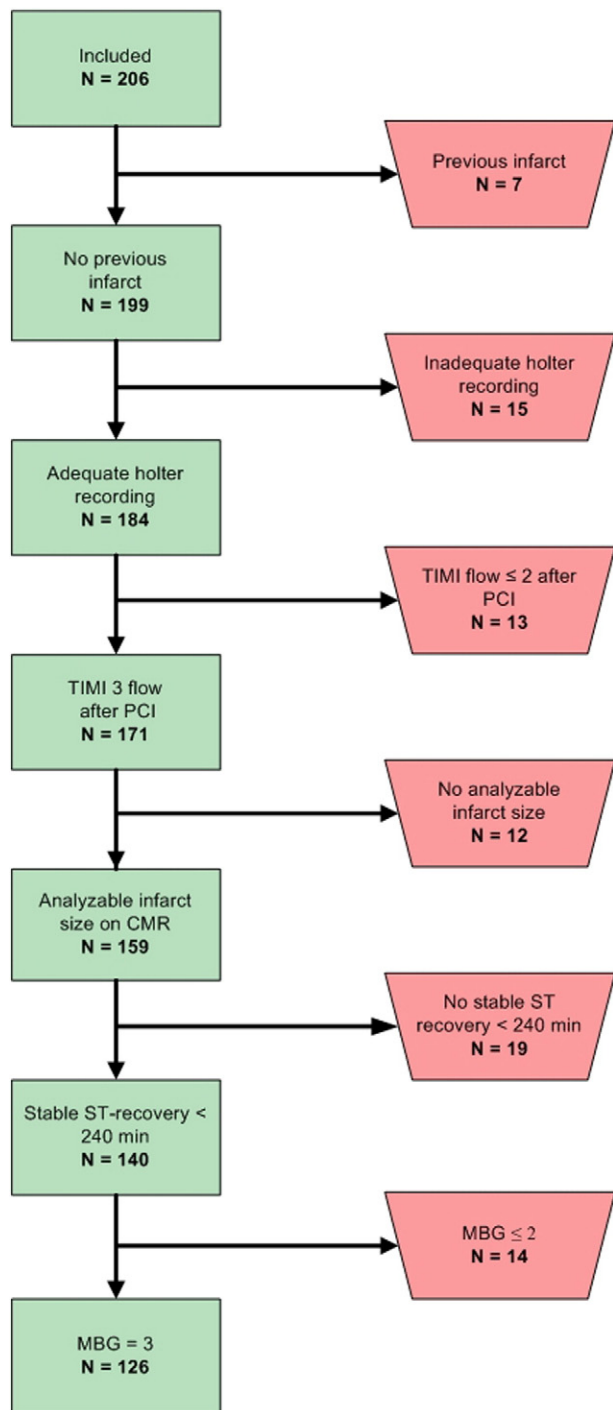 Included
N = 206
Previous infarct
N = 7
No previous
infarct
N = 199
Inadequate holter
recording
N = 15
Adequate holter
recording
N = 184
TIMI flow ≤ 2 after
PCI
N = 13
TIMI 3 flow
after PCI
N = 171
No analyzable
infarct size
N = 12
Analyzable infarct
size on CMR
N = 159
No stable ST
recovery < 240 min
N = 19
Stable ST-recovery <
240 min
N = 140
MBG ≤ 2
N = 14
MBG = 3
N = 126